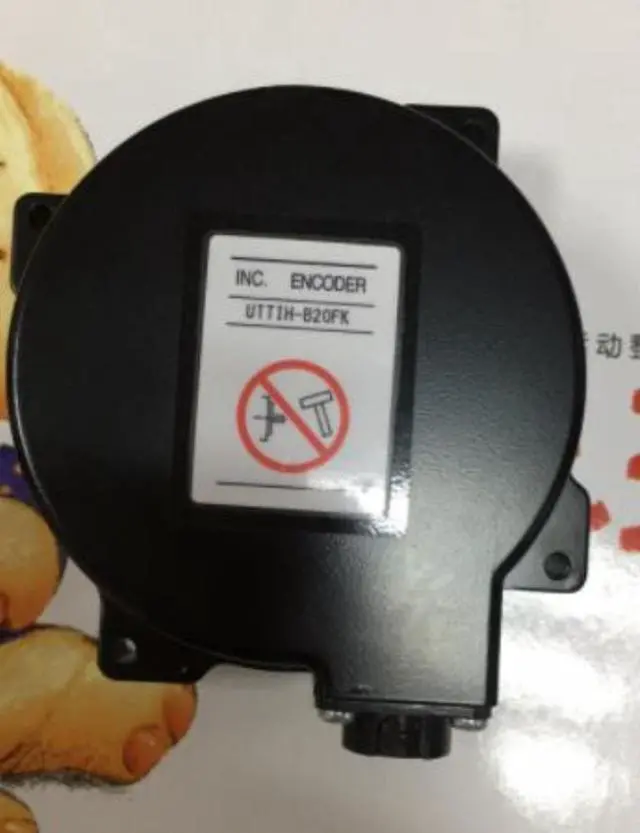 INC. ENCODER
UTTIH-B20FK
动